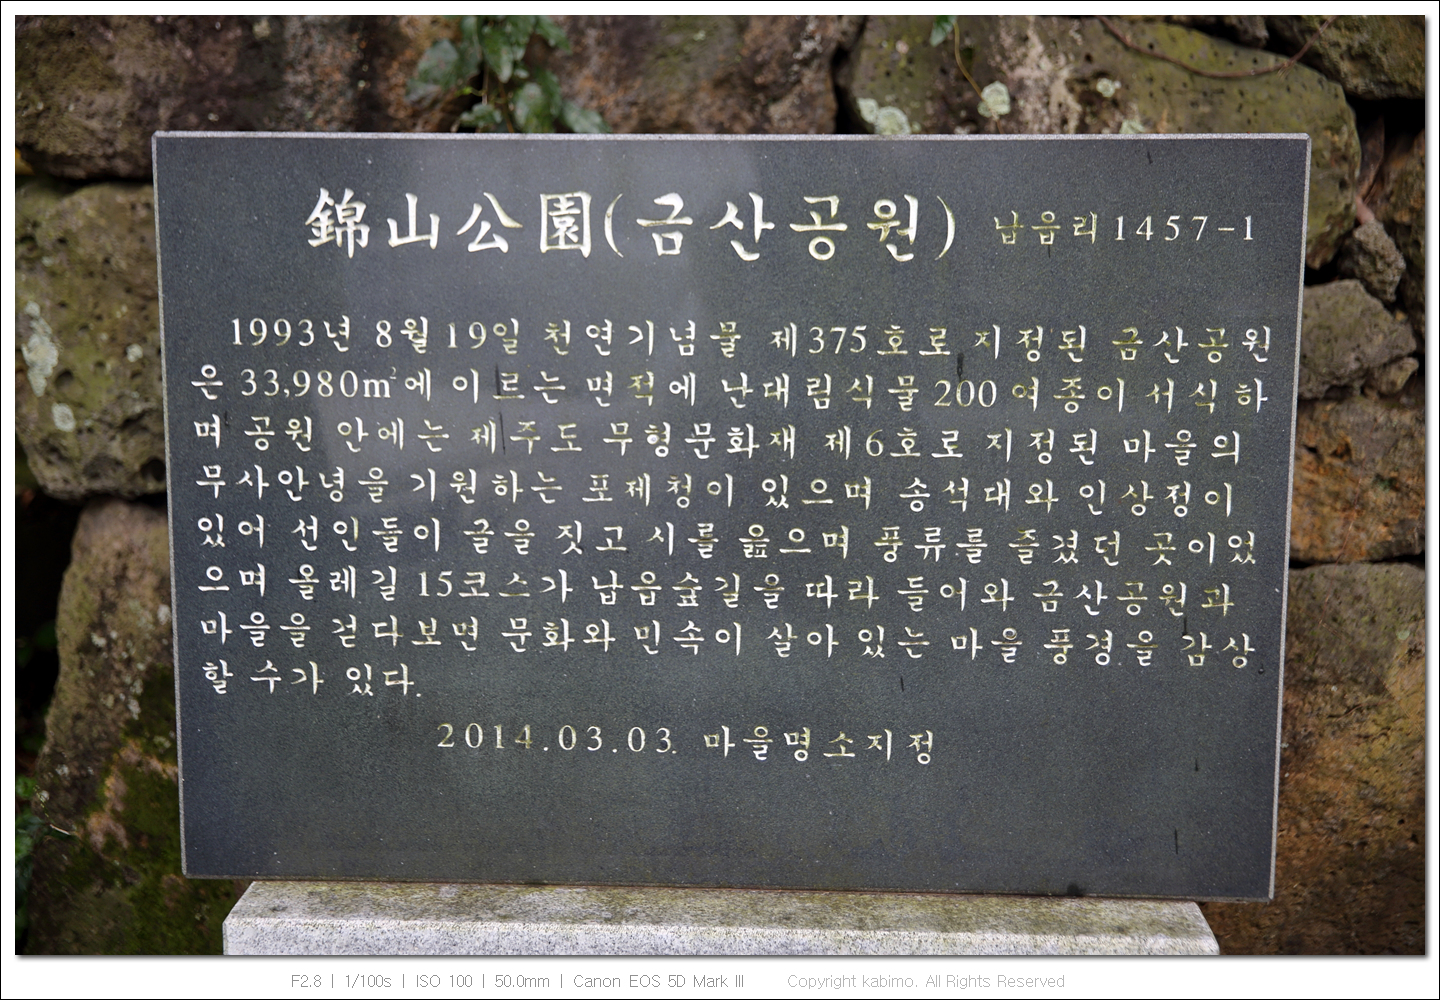 錦山公園(금산공원) 납읍리1457-1
1993년 8월 19일 천연기념물 제375호로 지정된 금산공원
은 33,980m²에 이르는 면적에 난대림식물200여종이 서식하
며 공원 안에는 제주도 무형문화재 제6호로 지정된 마을의
무사안녕을 기원하는 포제청이 있으며 송석대와 인상정이
있어 선인들이 글을 짓고 시를 읊으며 풍류를 즐겼던 곳이었
으며 올레길 15코스가 납읍숲길을 따라 들어와 금산공원과
마을을 걷다보면 문화와 민속이 살아 있는 마을 풍경을 감상
할 수가 있다.
2014.03.03. 마을명소지정
F2.8 | 1/100s | ISO 100 | 50.0mm | Canon EOS 5D Mark III Copyright kabimo. All Rights Reserved